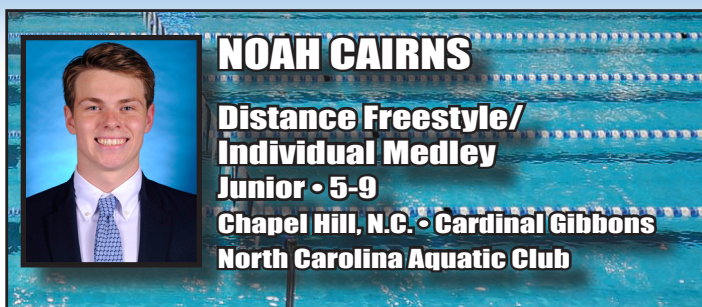 NOAH CAIRNS
Distance Freestyle/
Individual Medley
Junior • 5-9
Chapel Hill, N.C. • Cardinal Gibbons
North Carolina Aquatic Club